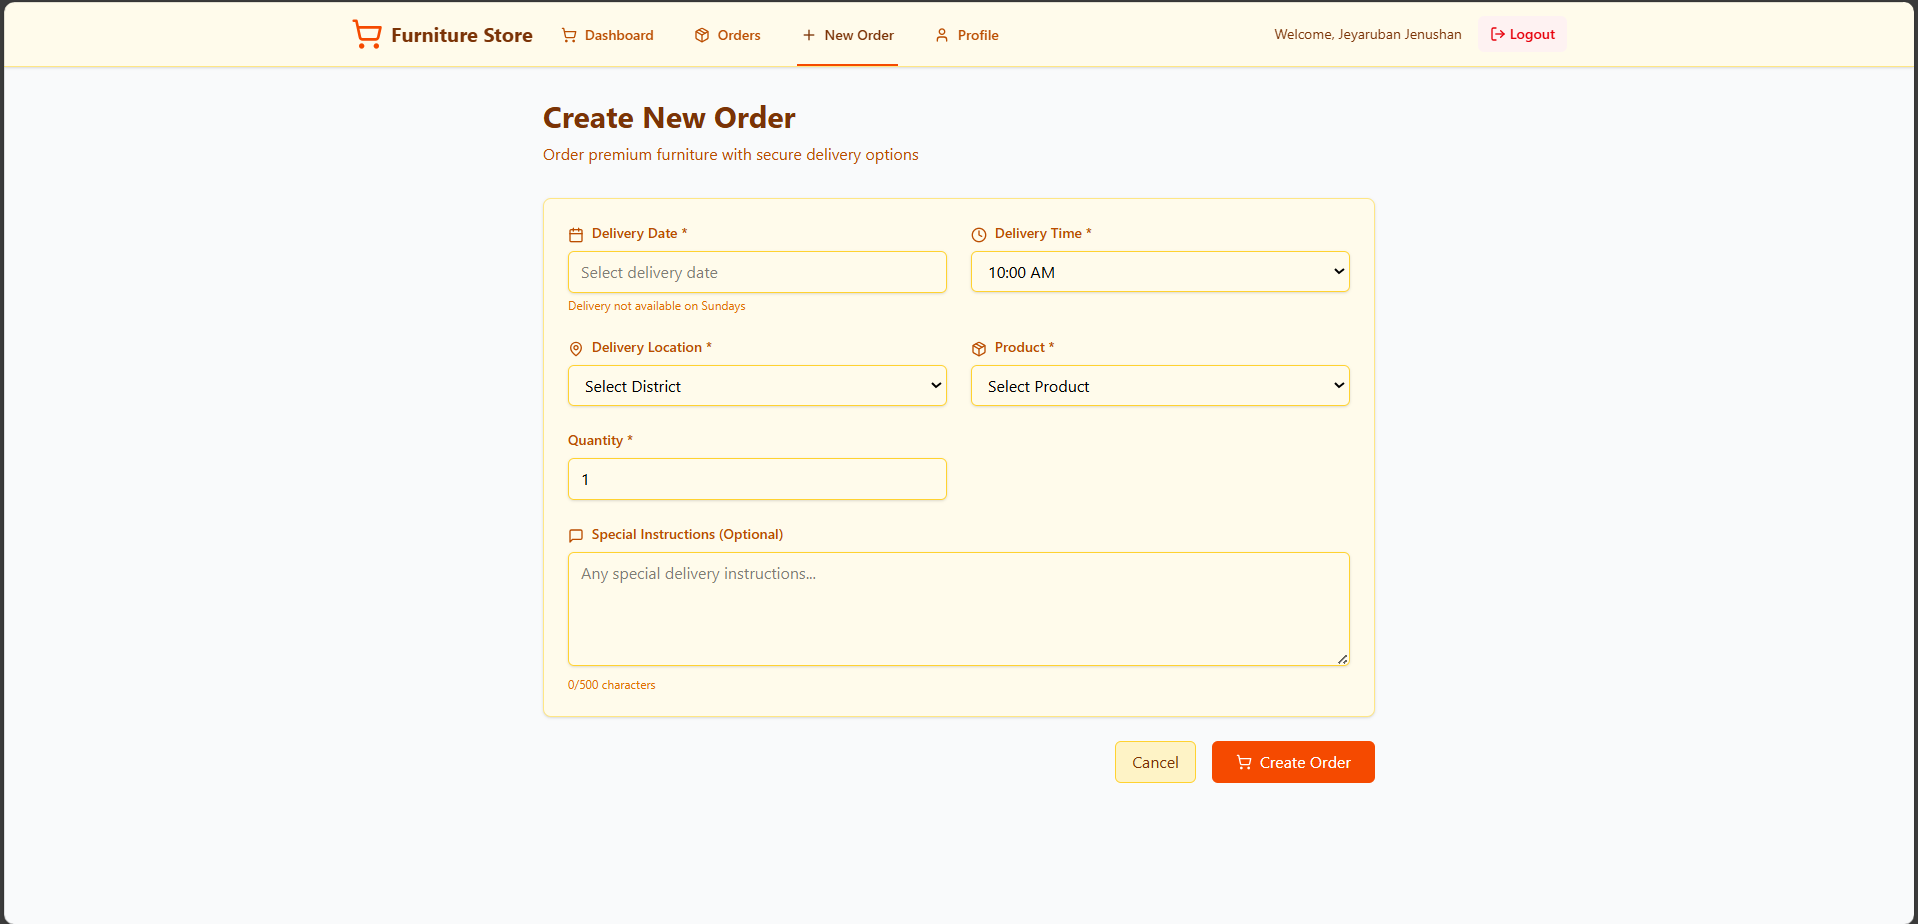 Furniture Store Dashboard Orders New Order Profile Welcome, Jeyaruban Jenushan Logout
Create New Order
Order premium furniture with secure delivery options
Delivery Date * Delivery Time *
Select delivery date 10:00 AM
Delivery not available on Sundays
Delivery Location * Product *
Select District Select Product
Quantity *
1
Special Instructions (Optional)
Any special delivery instructions...
0/500 characters
Cancel Create Order